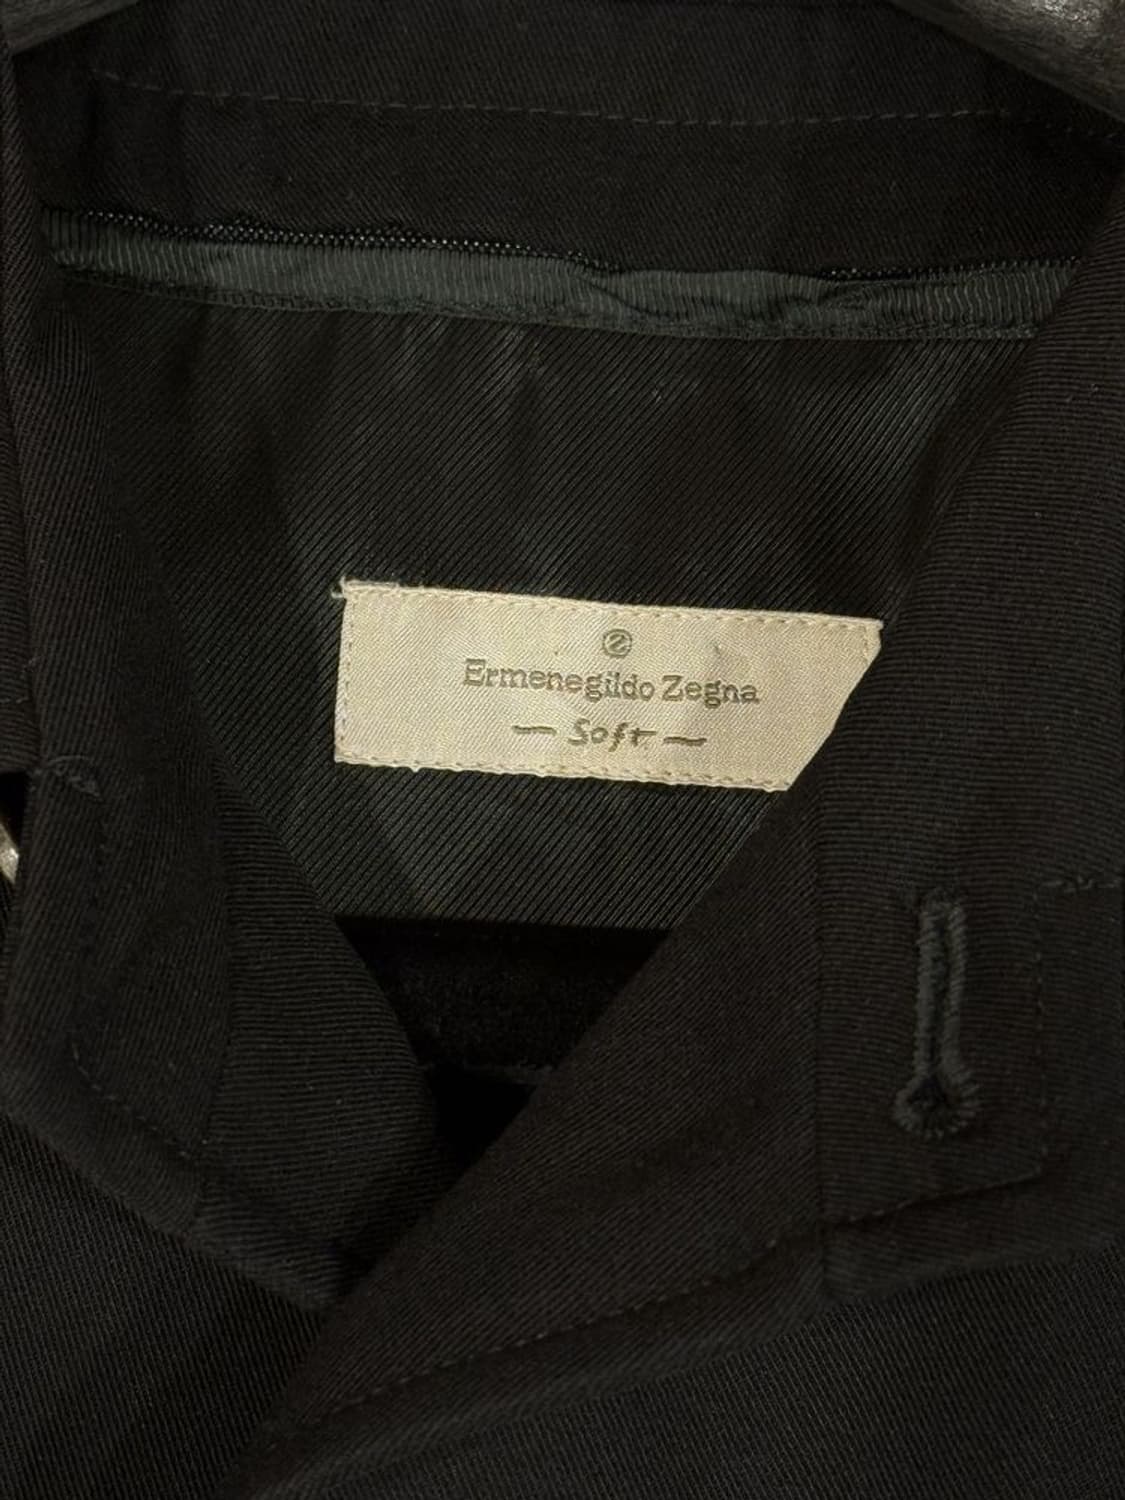 Ermenegildo Zegna
— Soft —